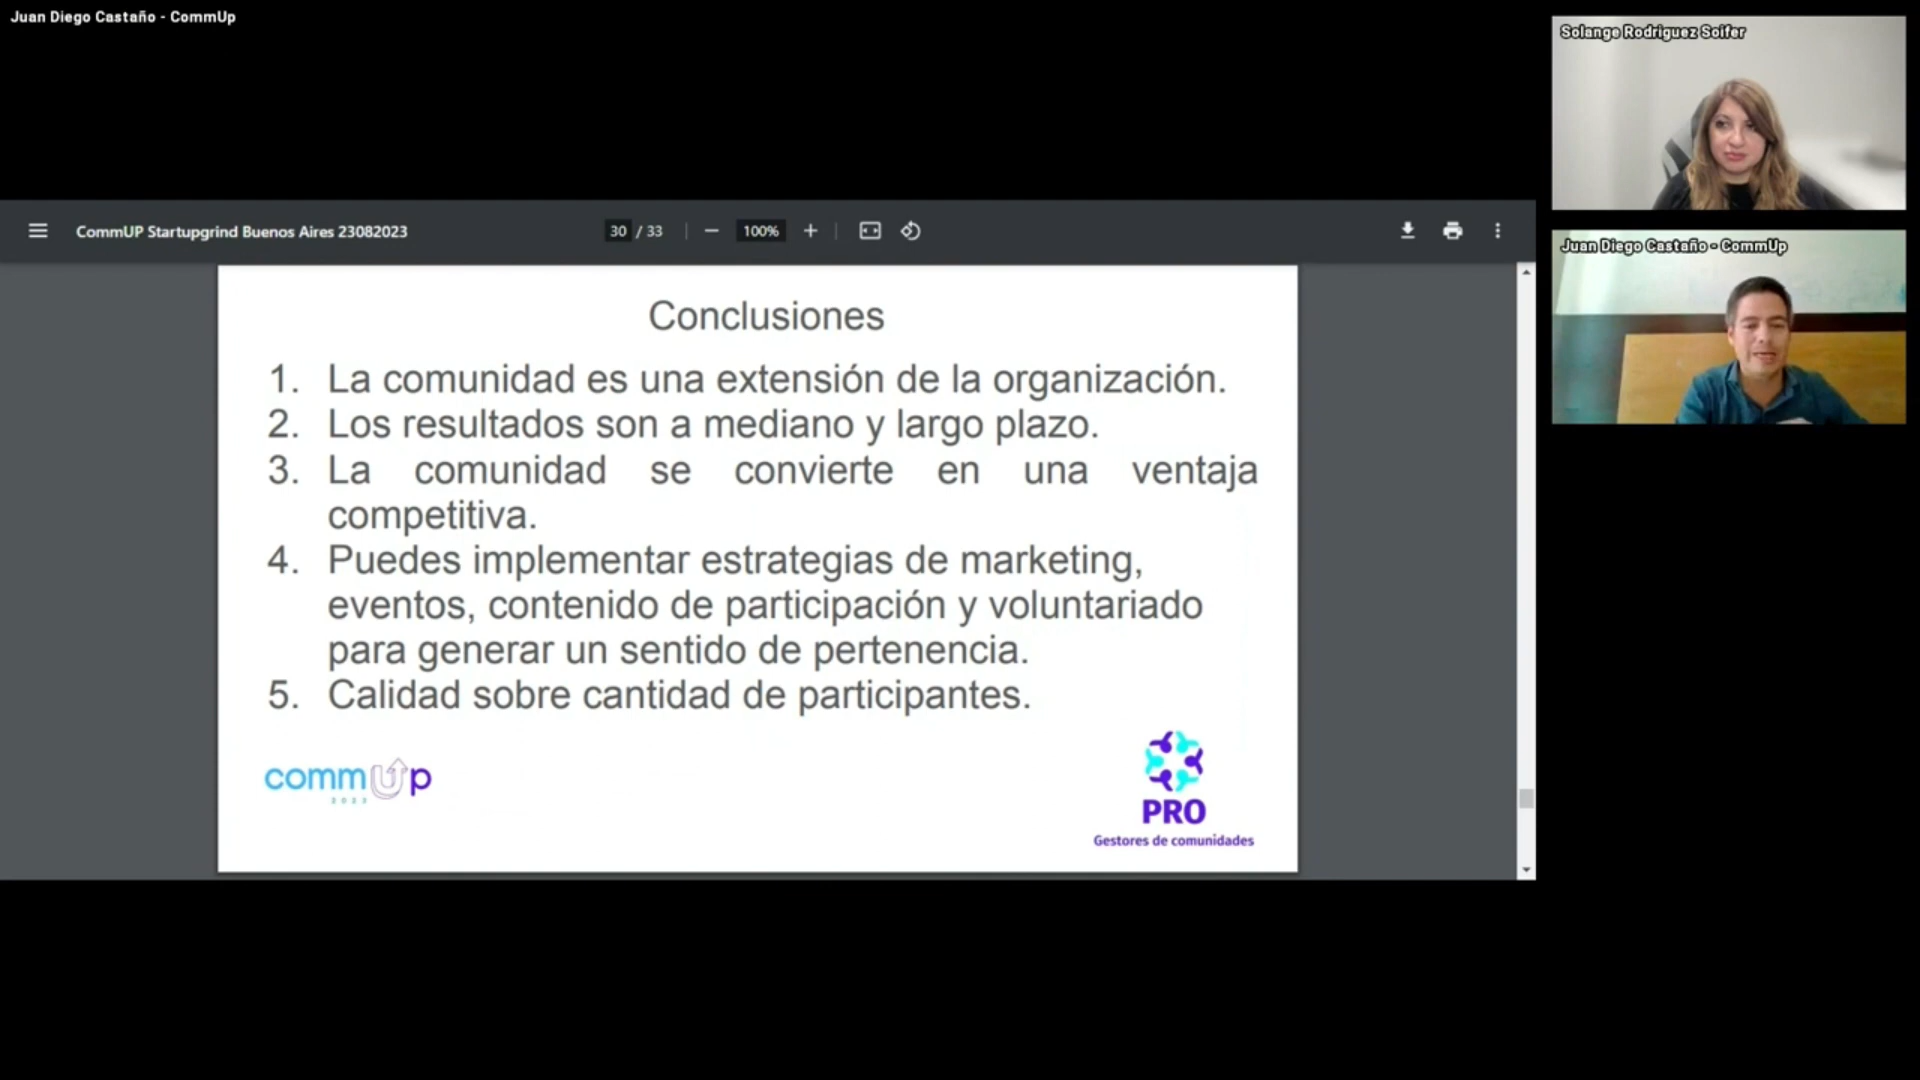 Juan Diego Castaño - CommUp
Solange Rodriguez Soifer
Juan Diego Castaño - CommUp
CommUP Startupgrind Buenos Aires 23082023
30 / 33
100%
Conclusiones
1. La comunidad es una extensión de la organización.
2. Los resultados son a mediano y largo plazo.
3. La comunidad se convierte en una ventaja
competitiva.
4. Puedes implementar estrategias de marketing,
eventos, contenido de participación y voluntariado
para generar un sentido de pertenencia.
5. Calidad sobre cantidad de participantes.
commUp
2023
PRO
Gestores de comunidades